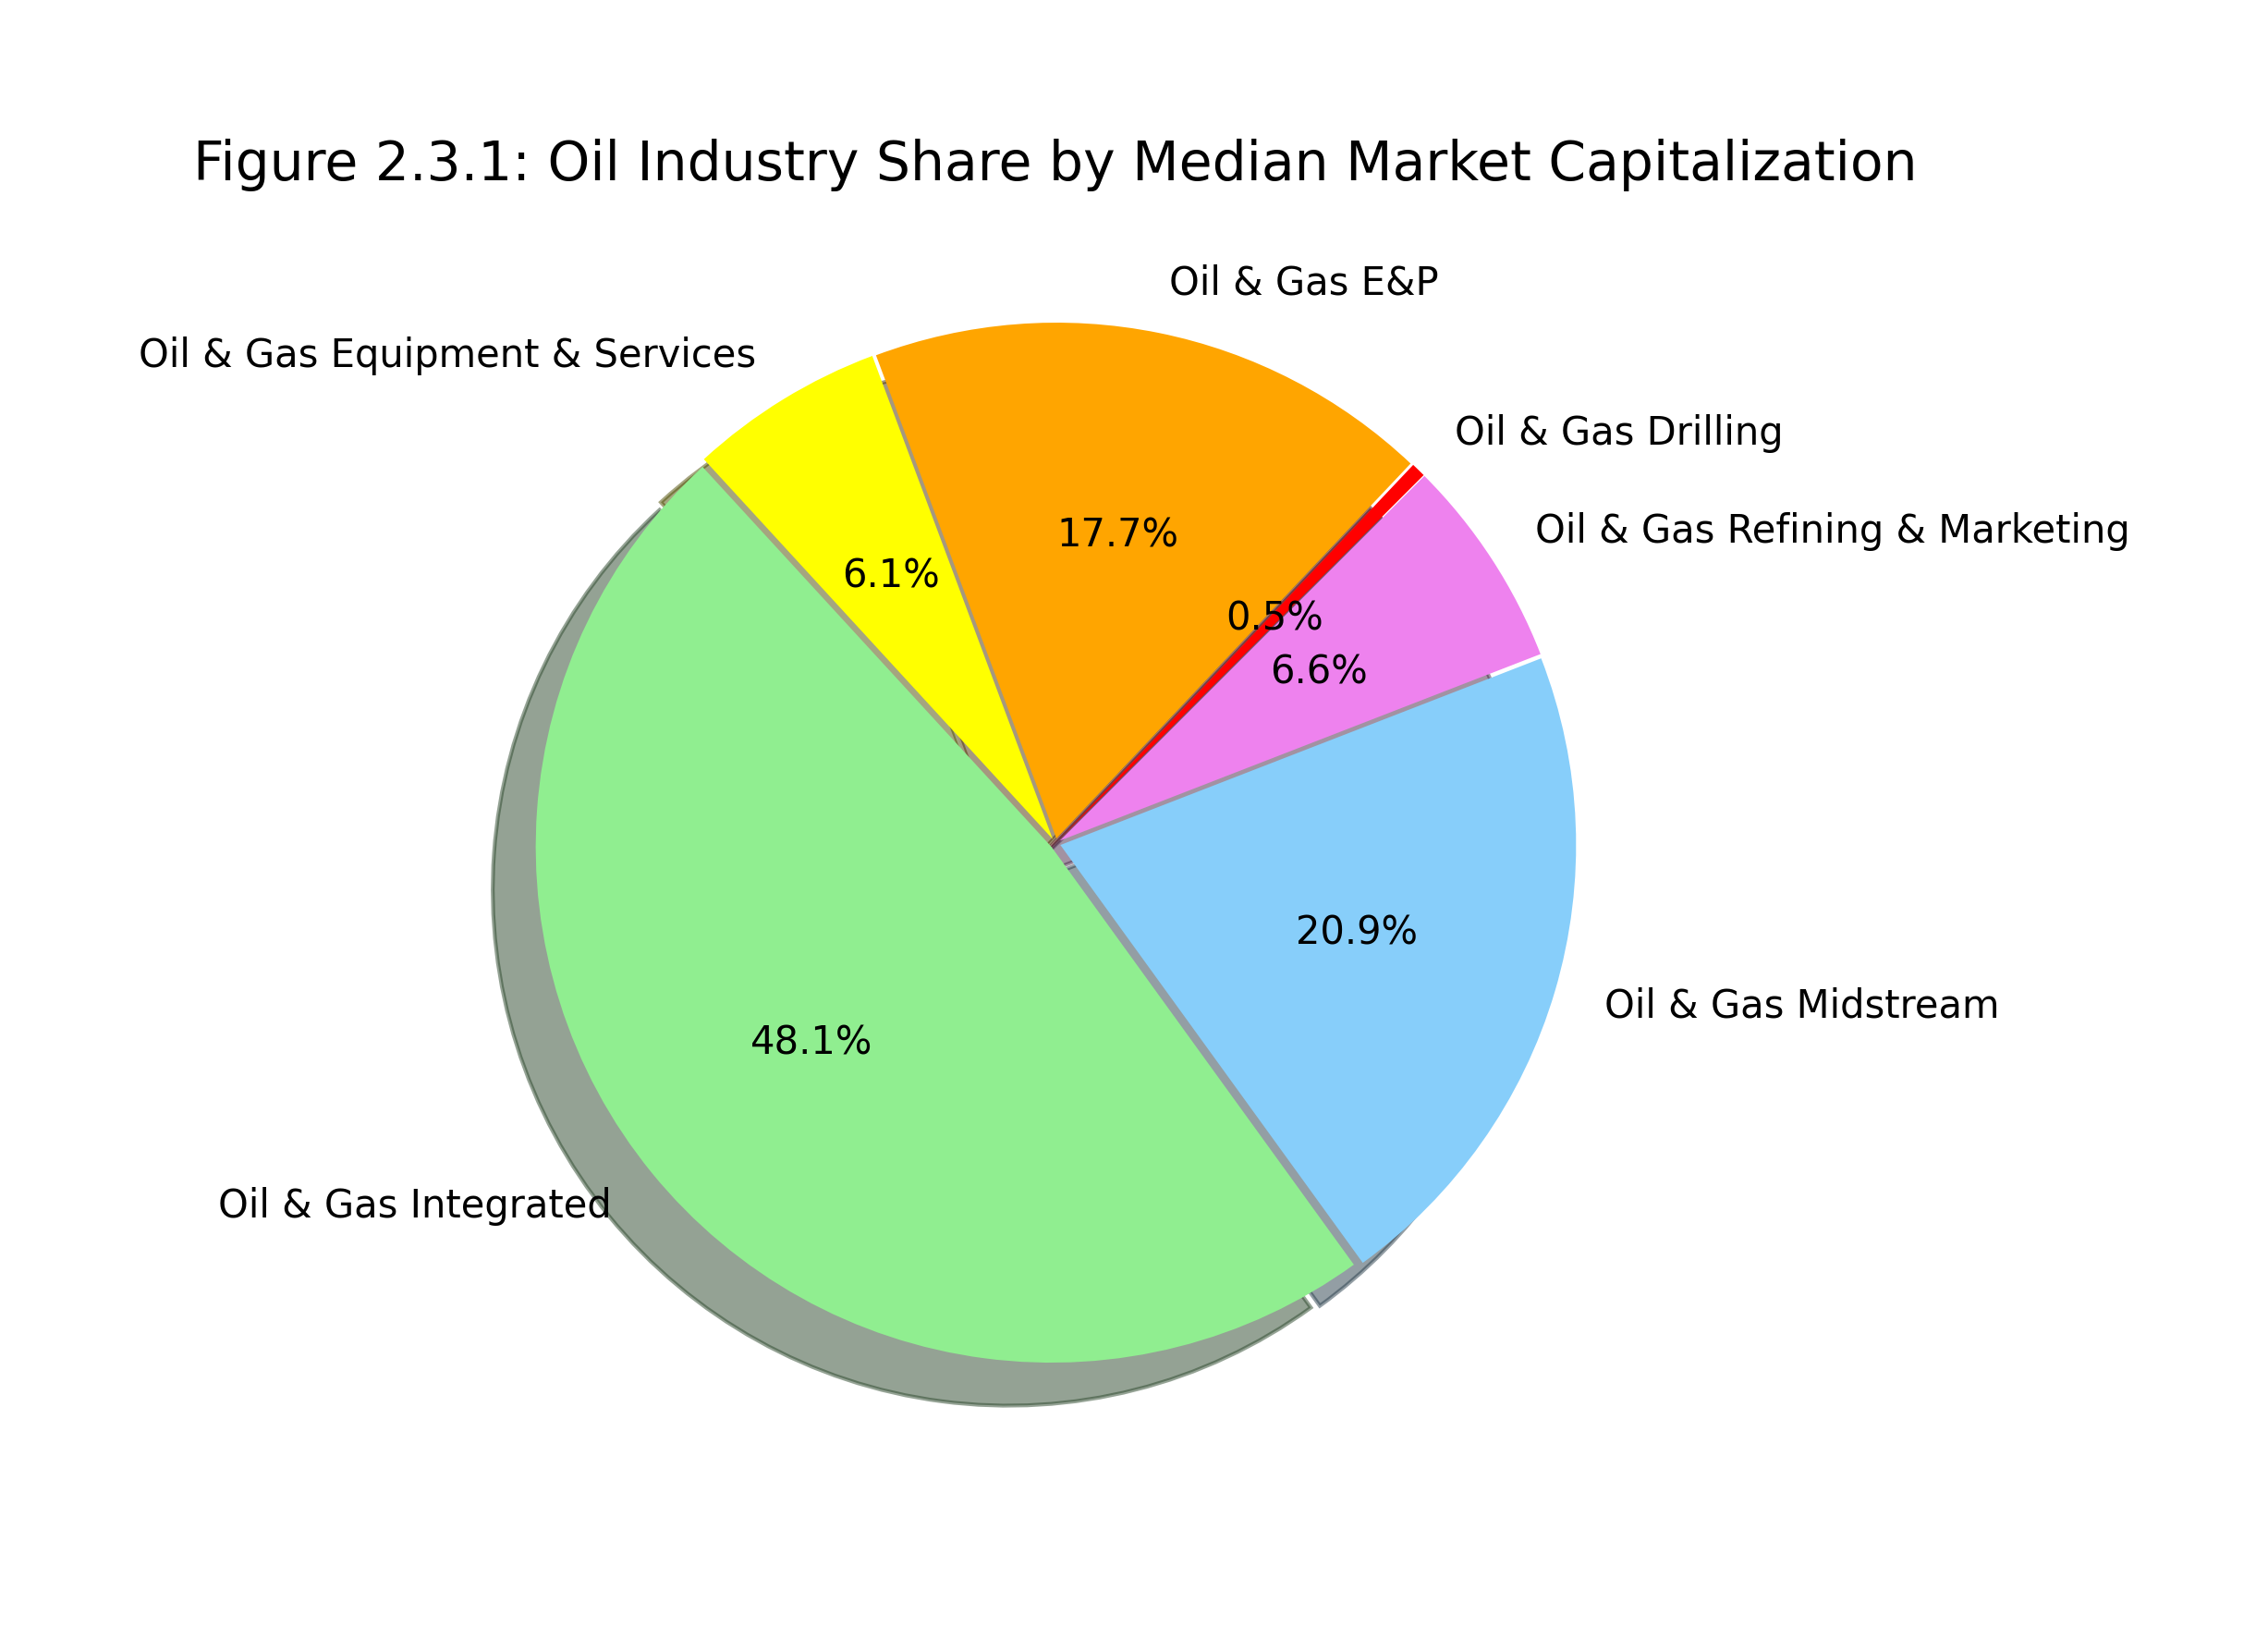 Figure 2.3.1: Oil Industry Share by Median Market Capitalization
Oil & Gas E&P
Oil & Gas Equipment & Services
Oil & Gas Drilling
Oil & Gas Refining & Marketing
17.7%
6.1%
0.5%
6.6%
20.9%
Oil & Gas Midstream
48.1%
Oil & Gas Integrated